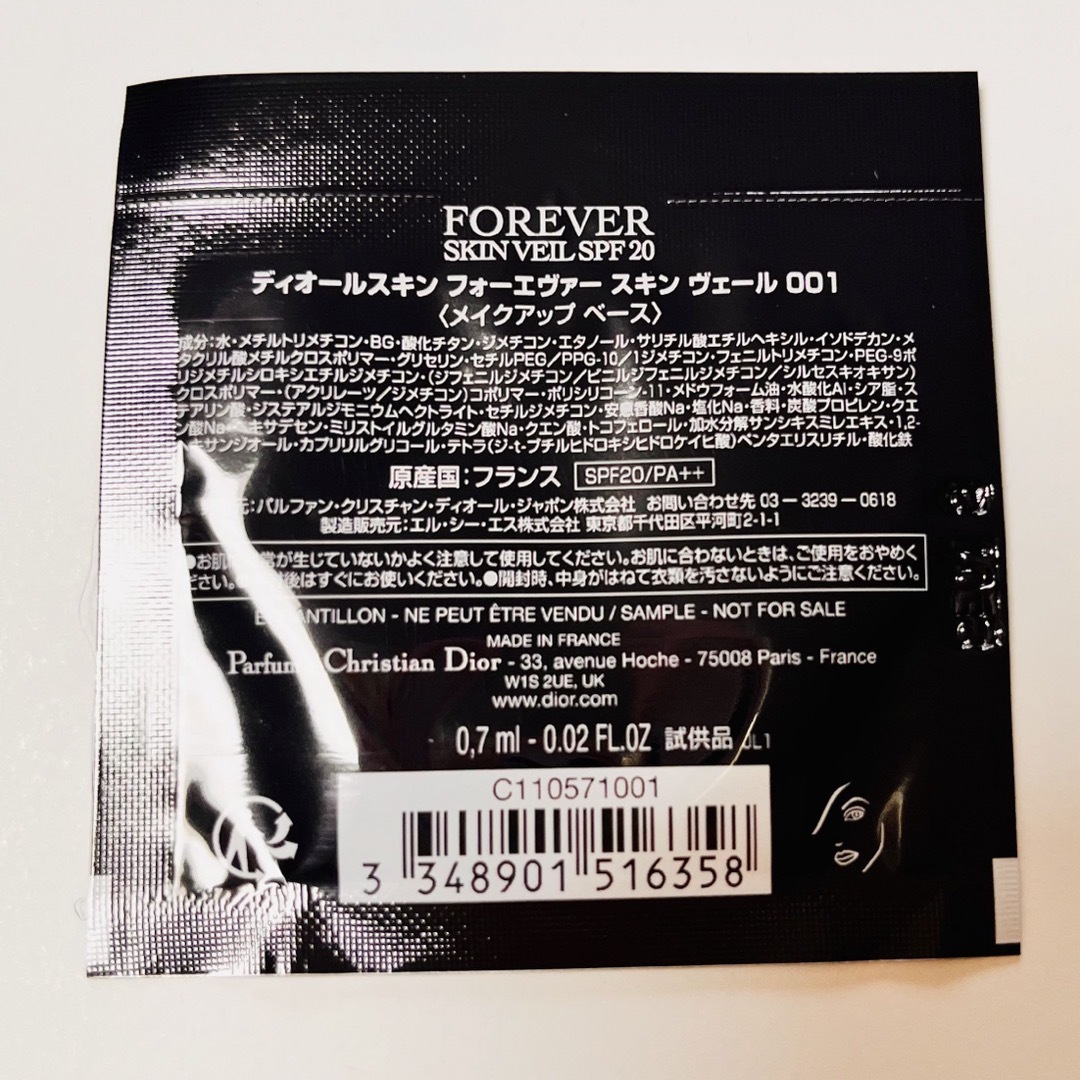 FOREVER
SKIN VEIL SPF 20
ディオールスキン フォーエヴァー スキン ヴェール 001
〈メイクアップ ベース〉
成分：水・メチルトリメチコン・BG・酸化チタン・ジメチコン・エタノール・サリチル酸エチルヘキシル・イソドデカン・メ
タクリル酸メチルクロスポリマー・グリセリン・セチルPEG／PPG-10／1ジメチコン・フェニルトリメチコン・PEG-9ポ
リジメチルシロキシエチルジメチコン・(ジフェニルジメチコン／ビニルジフェニルジメチコン／シルセスキオキサン)
クロスポリマー・(アクリレーツ／ジメチコン)コポリマー・ポリシリコーン-11・メドウフォーム油・水酸化Al・シア脂・ス
テアリン酸・ジステアルジモニウムヘクトライト・セチルジメチコン・安息香酸Na・塩化Na・香料・炭酸プロピレン・クエ
ン酸Na・ヘキサデセン・ミリストイルグルタミン酸Na・クエン酸・トコフェロール・加水分解サンシキスミレエキス・1,2-
ヘキサンジオール・カプリリルグリコール・テトラ(ジ-t-ブチルヒドロキシヒドロケイヒ酸)ペンタエリスリチル・酸化鉄
原産国：フランス SPF20/PA++
元：パルファン・クリスチャン・ディオール・ジャポン株式会社 お問い合わせ先 03－3239－0618
製造販売元：エル・シー・エス株式会社 東京都千代田区平河町2-1-1
●お肌に 常が生じていないかよく注意して使用してください。お肌に合わないときは、ご使用をおやめく
ださい。 後はすぐにお使いください。●開封時、中身がはねて衣類を汚さないようにご注意ください。
ANTILLON - NE PEUT ÊTRE VENDU / SAMPLE - NOT FOR SALE
MADE IN FRANCE
Parfums Christian Dior - 33, avenue Hoche - 75008 Paris - France
W1S 2UE, UK
www.dior.com
0,7 ml - 0.02 FL.OZ 試供品 JL1
C110571001
3 348901 516358